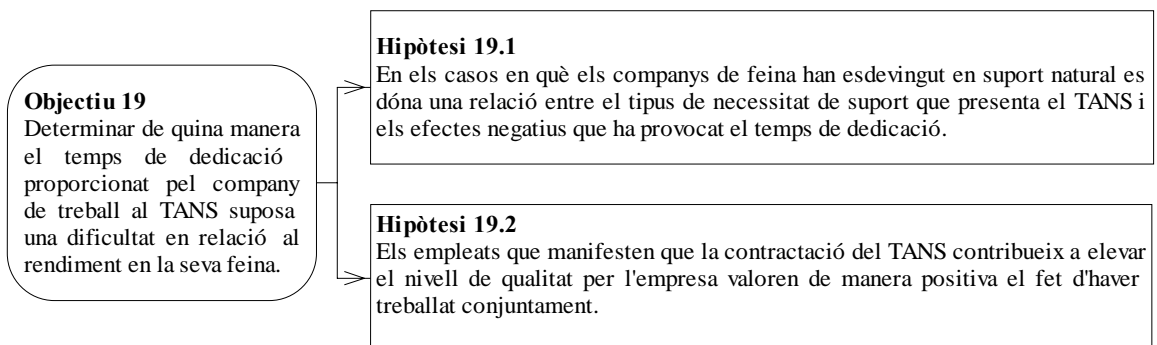 Objectiu 19
Determinar de quina manera
el temps de dedicació
proporcionat pel company
de treball al TANS suposa
una dificultat en relació al
rendiment en la seva feina.
Hipòtesi 19.1
En els casos en què els companys de feina han esdevingut en suport natural es
dóna una relació entre el tipus de necessitat de suport que presenta el TANS i
els efectes negatius que ha provocat el temps de dedicació.
Hipòtesi 19.2
Els empleats que manifesten que la contractació del TANS contribueix a elevar
el nivell de qualitat per l'empresa valoren de manera positiva el fet d'haver
treballat conjuntament.